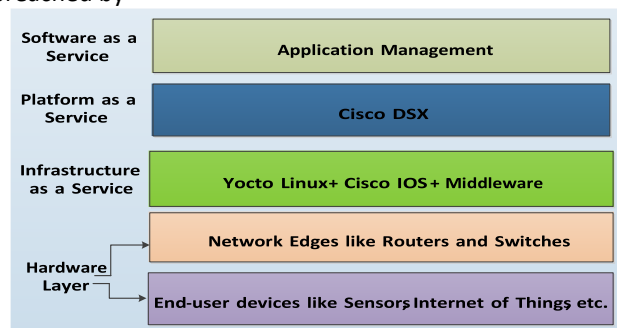 reached by
Software as a
Service
Application Management
Platform as a
Service
Cisco DSX
Infrastructure
as a Service
Yocto Linux+ Cisco IOS+ Middleware
Network Edges like Routers and Switches
Hardware
Layer
End-user devices like Sensors, Internet of Things, etc.